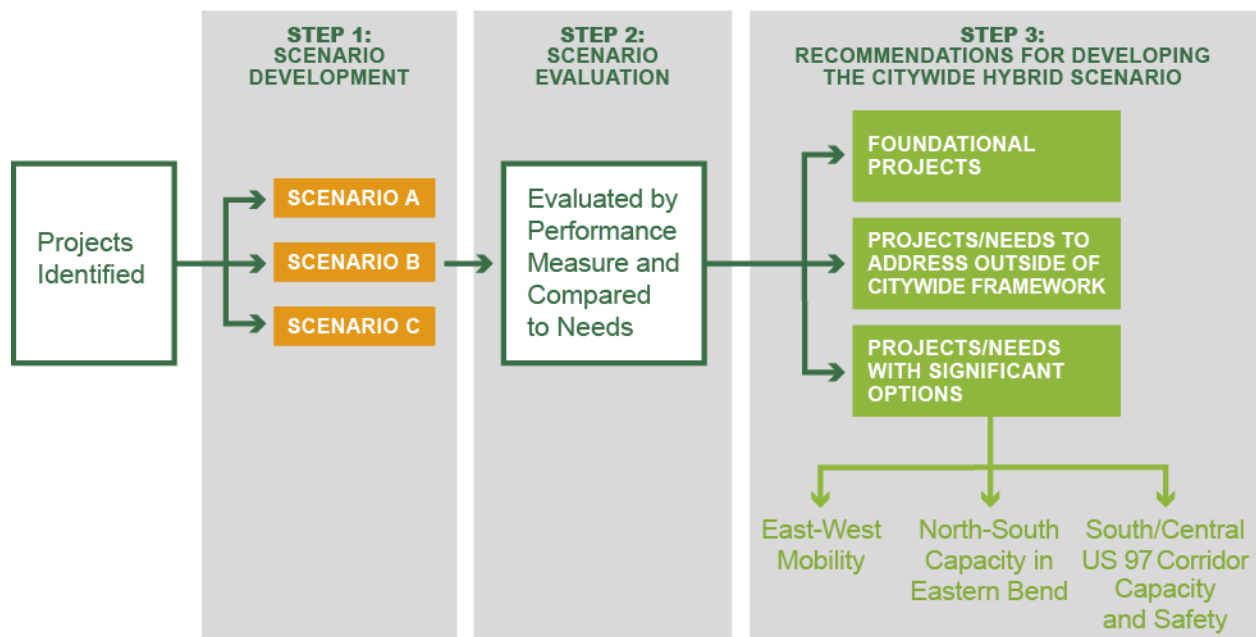 STEP 1:
SCENARIO
DEVELOPMENT
STEP 2:
SCENARIO
EVALUATION
STEP 3:
RECOMMENDATIONS FOR DEVELOPING
THE CITYWIDE HYBRID SCENARIO
Projects
Identified
SCENARIO A
SCENARIO B
SCENARIO C
Evaluated by
Performance
Measure and
Compared
to Needs
FOUNDATIONAL
PROJECTS
PROJECTS/NEEDS TO
ADDRESS OUTSIDE OF
CITYWIDE FRAMEWORK
PROJECTS/NEEDS
WITH SIGNIFICANT
OPTIONS
East-West
Mobility
North-South
Capacity in
Eastern Bend
South/Central
US 97 Corridor
Capacity
and Safety